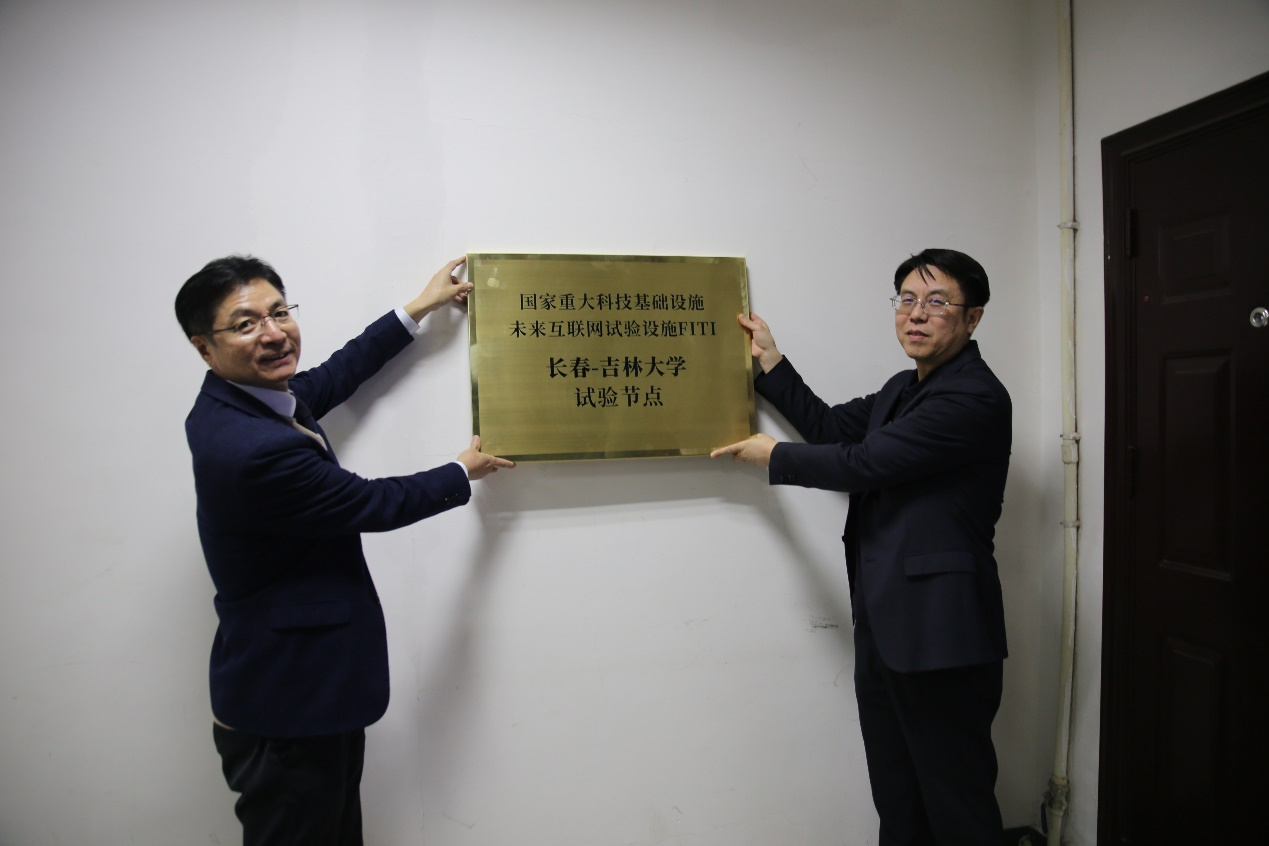 国家重大科技基础设施
未来互联网试验设施FITI
长春-吉林大学
试验节点